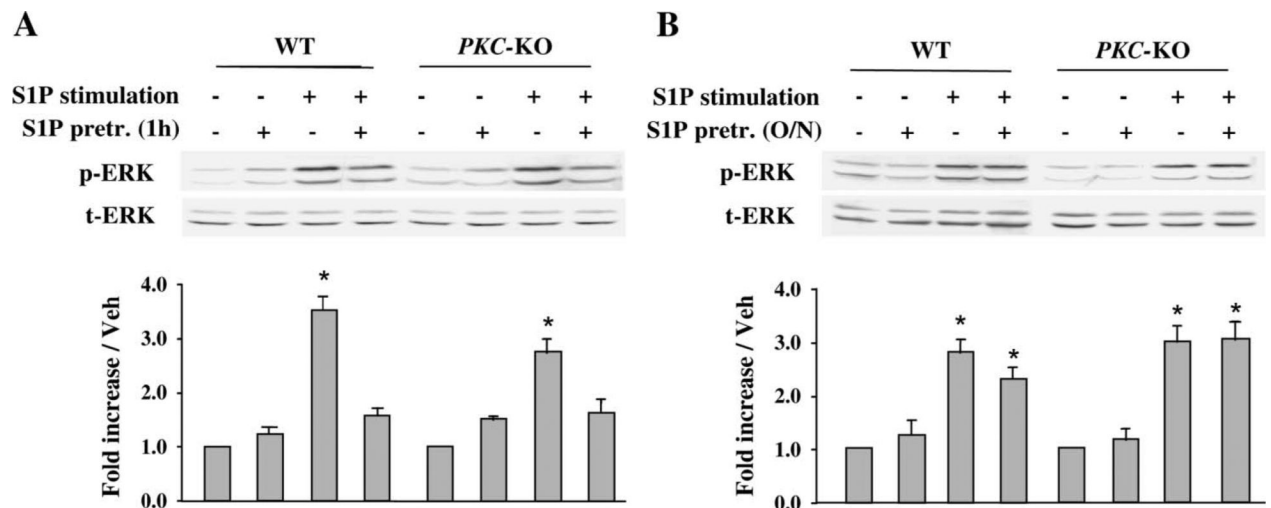 A
WT PKC-KO
S1P stimulation - - + + - - + +
S1P pretr. (1h) - + - + - + - +
p-ERK
t-ERK
Fold increase / Veh
4.0
3.0
2.0
1.0
0.0
* *
B
WT PKC-KO
S1P stimulation - - + + - - + +
S1P pretr. (O/N) - + - + - + - +
p-ERK
t-ERK
Fold increase / Veh
4.0
3.0
2.0
1.0
0.0
* * * *